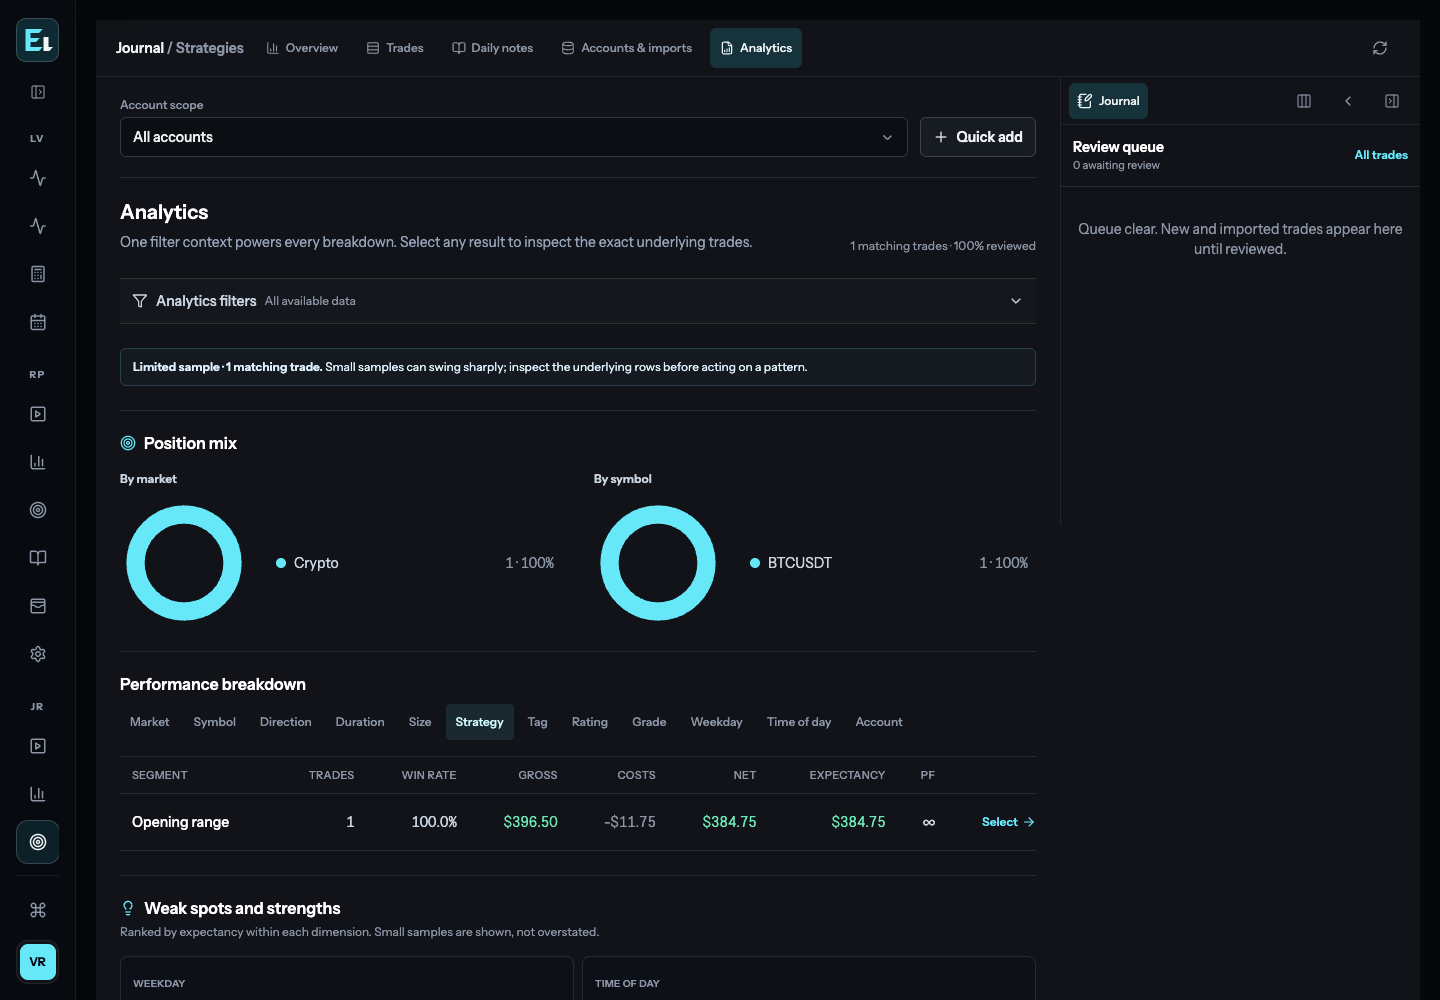 EL
Journal / Strategies
Overview
Trades
Daily notes
Accounts & imports
Analytics
LV
RP
JR
VR
Account scope
All accounts
Quick add
Analytics
One filter context powers every breakdown. Select any result to inspect the exact underlying trades.
1 matching trades · 100% reviewed
Analytics filters All available data
Limited sample · 1 matching trade. Small samples can swing sharply; inspect the underlying rows before acting on a pattern.
Position mix
By market
Crypto 1 · 100%
By symbol
BTCUSDT 1 · 100%
Performance breakdown
Market Symbol Direction Duration Size Strategy Tag Rating Grade Weekday Time of day Account
SEGMENT TRADES WIN RATE GROSS COSTS NET EXPECTANCY PF
Opening range 1 100.0% $396.50 -$11.75 $384.75 $384.75 ∞ Select →
Weak spots and strengths
Ranked by expectancy within each dimension. Small samples are shown, not overstated.
WEEKDAY
TIME OF DAY
Journal
Review queue
0 awaiting review
All trades
Queue clear. New and imported trades appear here
until reviewed.